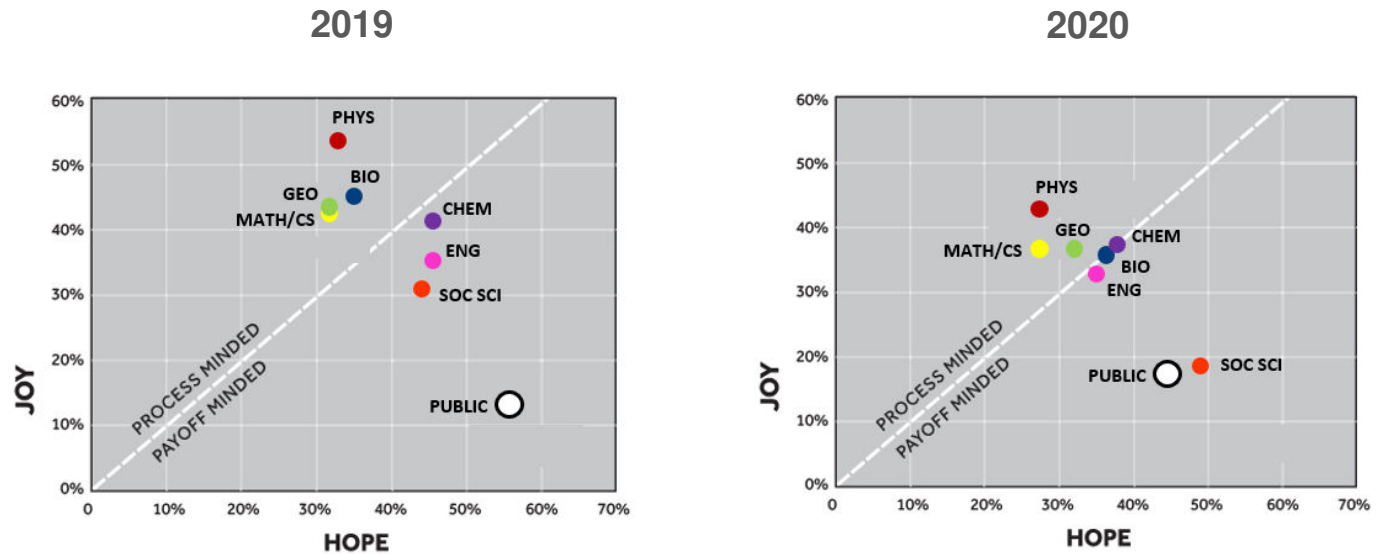 2019
60%
PHYS
50%
BIO
GEO
MATH/CS
CHEM
40%
ENG
SOC SCI
30%
20%
PROCESS MINDED
PAYOFF MINDED
PUBLIC
10%
0%
JOY
0
10%
20%
30%
40%
50%
60%
70%
HOPE
2020
60%
50%
PHYS
40%
GEO
CHEM
MATH/CS
BIO
30%
ENG
20%
PROCESS MINDED
PAYOFF MINDED
PUBLIC
SOC SCI
10%
0%
JOY
0
10%
20%
30%
40%
50%
60%
70%
HOPE